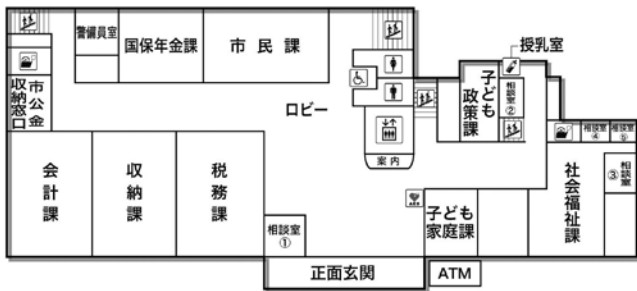 警備員室
国保年金課
市民課
授乳室
市公金
収納窓口
ロビー
子ども
政策課
相談室
②
案内
会計課
収納課
税務課
相談室
①
AED
子ども
家庭課
社会福祉課
相談室
④
相談室
⑤
相談室
③
正面玄関
ATM